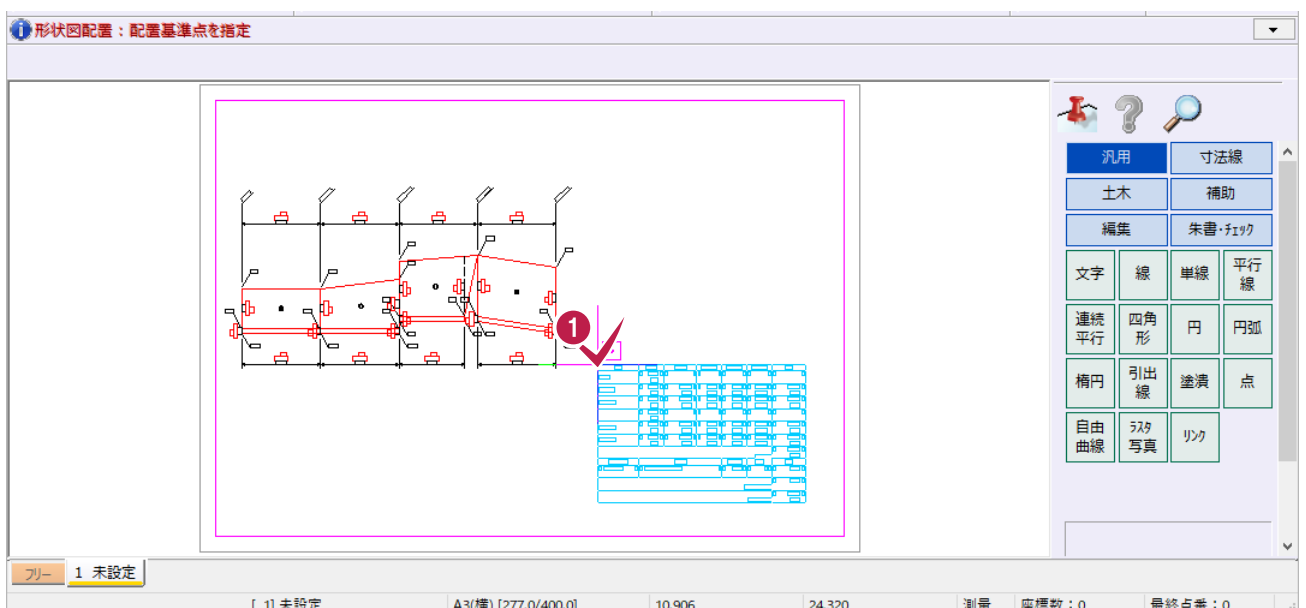 形状図配置：配置基準点を指定
汎用
寸法線
土木
補助
編集
朱書・ﾁｪｯｸ
文字
線
単線
平行
線
連続
平行
四角
形
円
円弧
楕円
引出
線
塗潰
点
自由
曲線
ﾗｽﾀ
写真
ﾘﾝｸ
1
フリー
1 未設定
[ 1] 未設定
A3(横) [277.0/400.0]
10.906
24.320
測量
座標数：0
最終点番：0